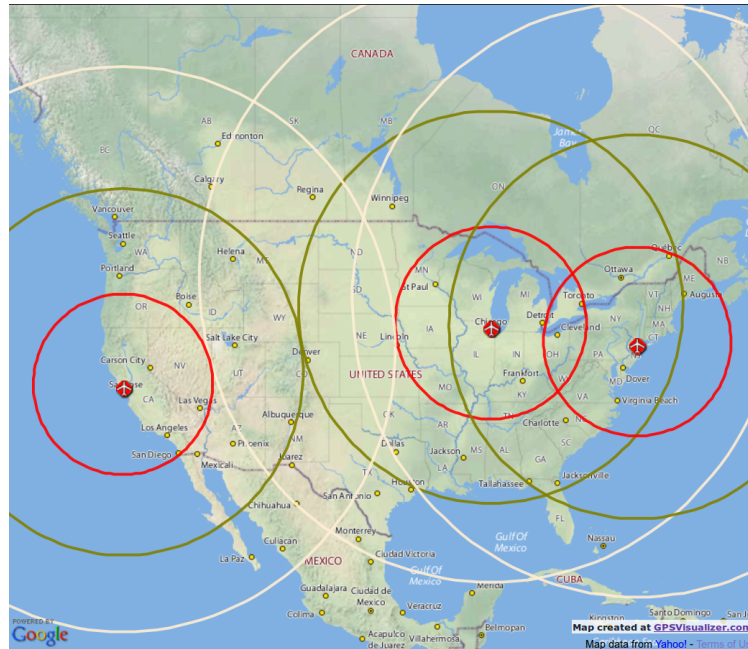 CANADA
AB
SK
MB
BC
QC
ON
Edmonton
Calgary
Regina
Winnipeg
Vancouver
Seattle
WA
Portland
Helena
MT
ND
MN
Québec
NB
Ottawa
ME
Augusta
OR
Boise
ID
WY
SD
St Paul
WI
MI
Toronto
VT
NH
MA
CT
Detroit
Cleveland
Salt Lake City
NE
Lincoln
IA
Chicago
PA
Carson City
NV
UT
Denver
CO
UNITED STATES
IL
IN
OH
MD
Dover
San Jose
CA
Las Vegas
MO
Frankfort
KY
VA
Virginia Beach
Los Angeles
AZ
Albuquerque
NM
TN
Charlotte
NC
San Diego
Mexicali
Phoenix
Dallas
AR
SC
Juarez
TX
Jackson
MS
AL
GA
LA
Houston
Tallahassee
Jacksonville
Chihuahua
San Antonio
FL
Monterrey
Gulf Of
Mexico
Nassau
La Paz
Culiacan
MEXICO
Ciudad Victoria
Gulf Of
Mexico
CUBA
Guadalajara
Ciudad de
Mexico
Merida
Colima
Veracruz
Santo Domingo
San J
Kingston
Acapulco
de Juarez
Villahermosa
Belmopan
POWERED BY
Google
Map created at GPSVisualizer.com
Map data from Yahoo! - Terms of U